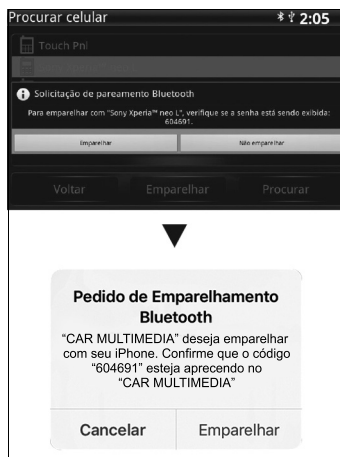 Procurar celular 2:05
Touch Pnl
Solicitação de pareamento Bluetooth
Para emparelhar com "Sony Xperia™ neo L", verifique se a senha está sendo exibida:
604691.
Emparelhar Não emparelhar
Voltar Emparelhar Procurar
Pedido de Emparelhamento
Bluetooth
“CAR MULTIMEDIA” deseja emparelhar
com seu iPhone. Confirme que o código
“604691” esteja aprecendo no
“CAR MULTIMEDIA”
Cancelar Emparelhar